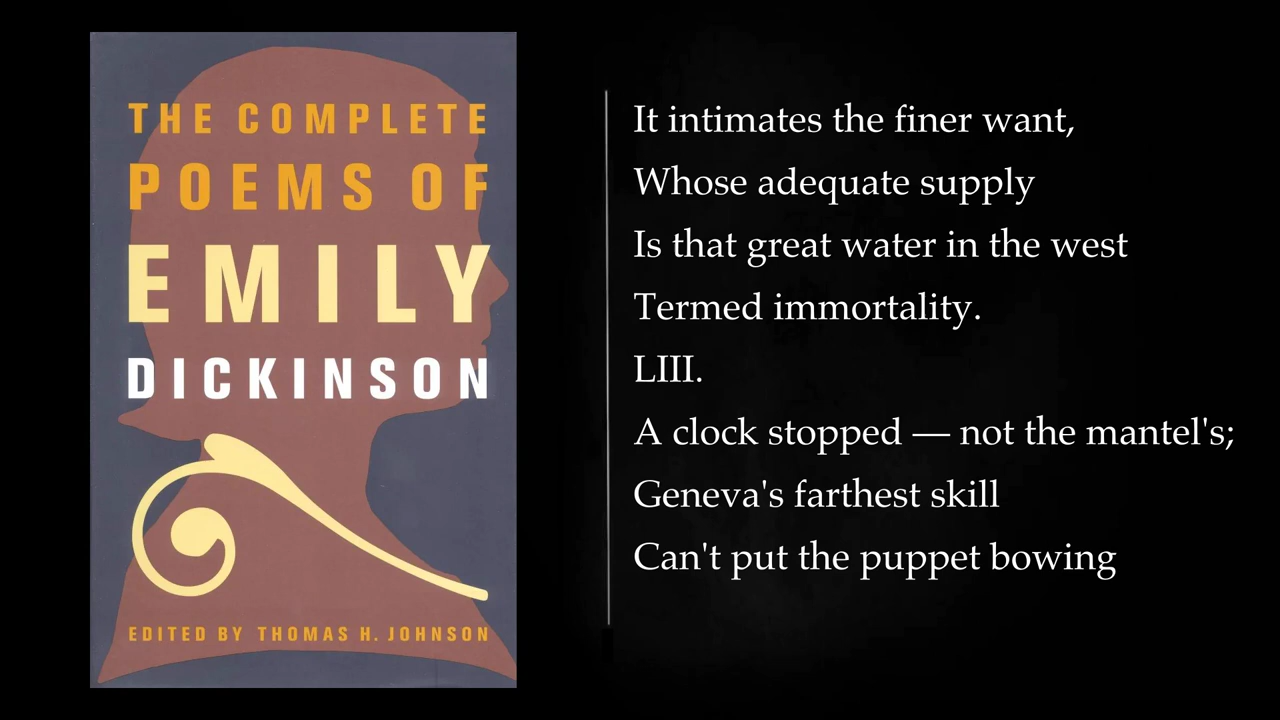 THE COMPLETE
POEMS OF
EMILY
DICKINSON
EDITED BY THOMAS H. JOHNSON
It intimates the finer want,
Whose adequate supply
Is that great water in the west
Termed immortality.
LIII.
A clock stopped — not the mantel's;
Geneva's farthest skill
Can't put the puppet bowing